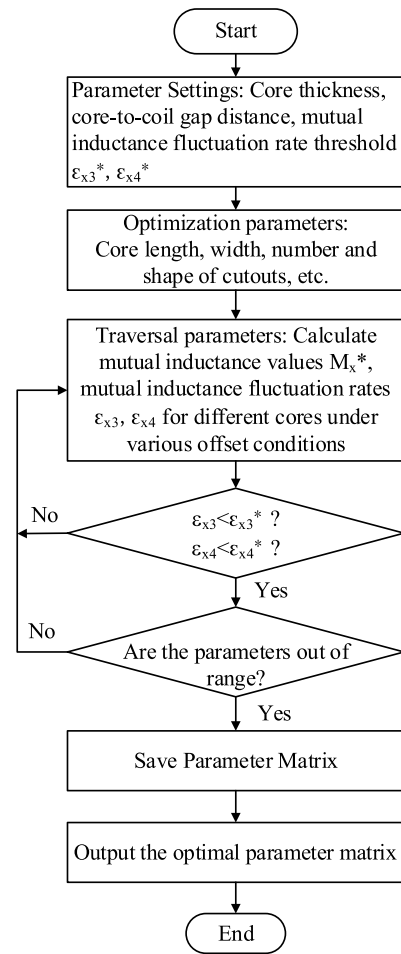 Start
Parameter Settings: Core thickness,
core-to-coil gap distance, mutual
inductance fluctuation rate threshold
εx3*, εx4*
Optimization parameters:
Core length, width, number and
shape of cutouts, etc.
Traversal parameters: Calculate
mutual inductance values Mx*,
mutual inductance fluctuation rates
εx3, εx4 for different cores under
various offset conditions
No
εx3<εx3* ?
εx4<εx4* ?
Yes
No
Are the parameters out of
range?
Yes
Save Parameter Matrix
Output the optimal parameter matrix
End